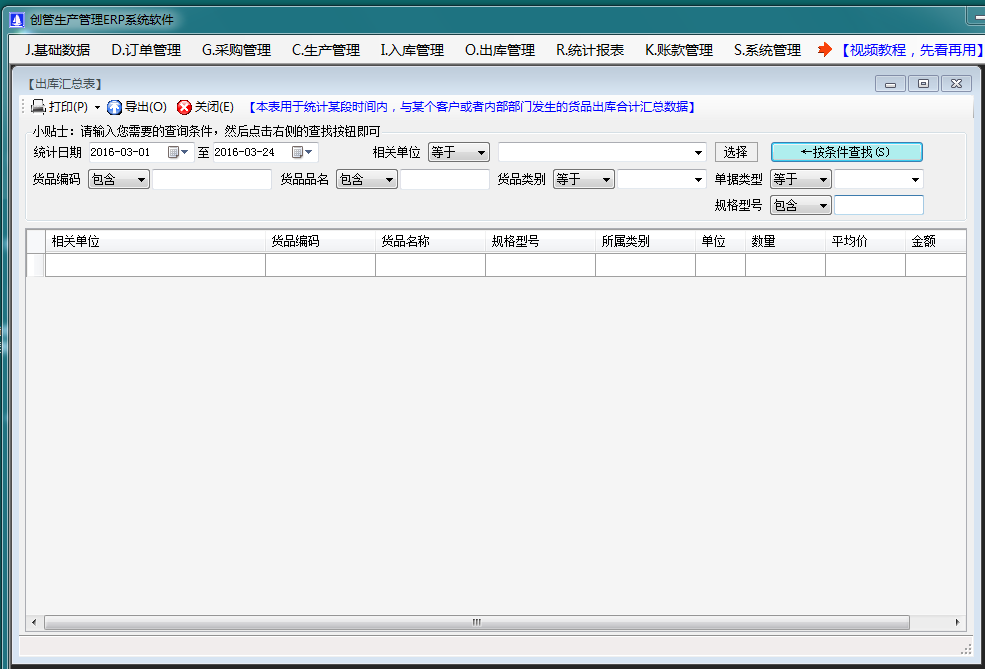 创管生产管理ERP系统软件
J.基础数据 D.订单管理 G.采购管理 C.生产管理 I.入库管理 O.出库管理 R.统计报表 K.账款管理 S.系统管理 【视频教程，先看再用】
【出库汇总表】
打印(P) 导出(O) 关闭(E) 【本表用于统计某段时间内，与某个客户或者内部部门发生的货品出库合计汇总数据】
小贴士：请输入您需要的查询条件，然后点击右侧的查找按钮即可
统计日期 2016-03-01 至 2016-03-24 相关单位 等于 选择 ←按条件查找(S)
货品编码 包含 货品品名 包含 货品类别 等于 单据类型 等于
规格型号 包含
相关单位 货品编码 货品名称 规格型号 所属类别 单位 数量 平均价 金额